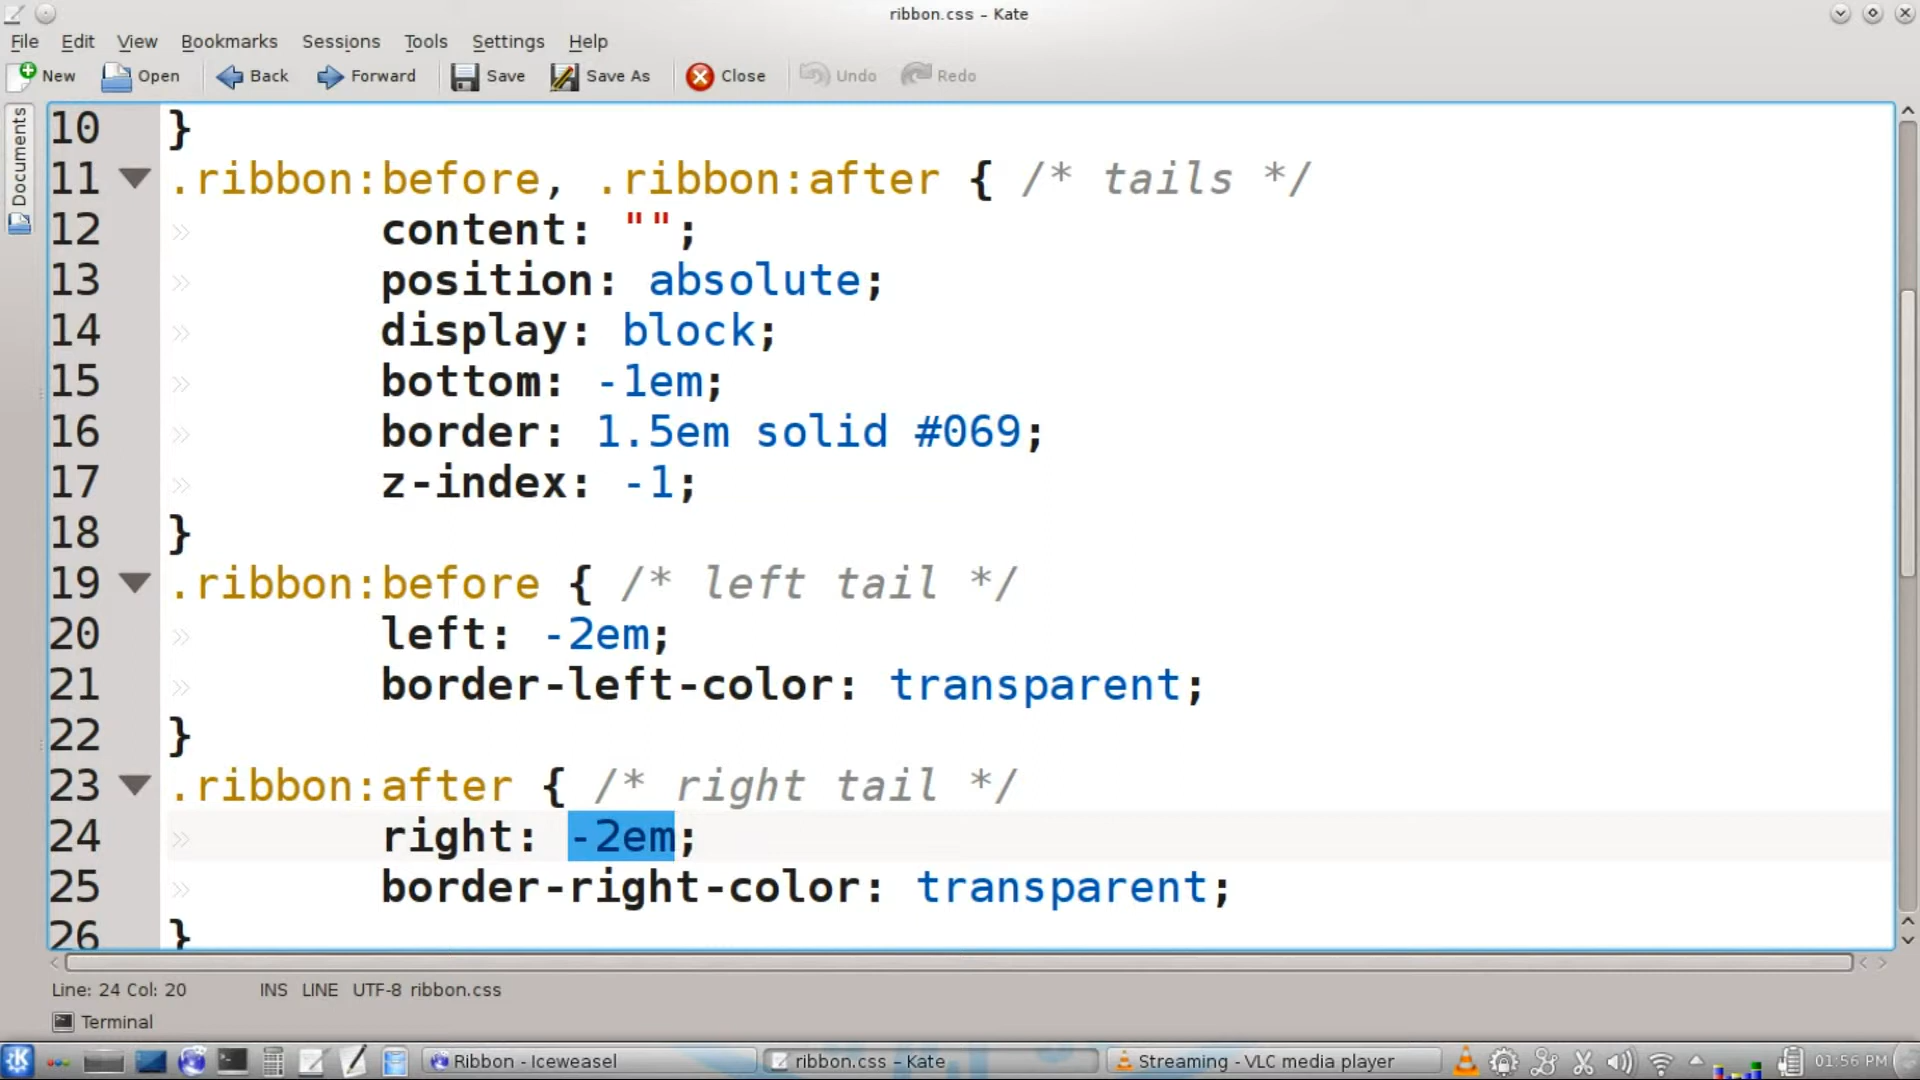 ribbon.css – Kate
File Edit View Bookmarks Sessions Tools Settings Help
New Open Back Forward Save Save As Close Undo Redo
Documents
10 }
11 .ribbon:before, .ribbon:after { /* tails */
12 content: "";
13 position: absolute;
14 display: block;
15 bottom: -1em;
16 border: 1.5em solid #069;
17 z-index: -1;
18 }
19 .ribbon:before { /* left tail */
20 left: -2em;
21 border-left-color: transparent;
22 }
23 .ribbon:after { /* right tail */
24 right: -2em;
25 border-right-color: transparent;
26 }
Line: 24 Col: 20 INS LINE UTF-8 ribbon.css
Terminal
Ribbon - Iceweasel ribbon.css – Kate Streaming - VLC media player 01:56 PM